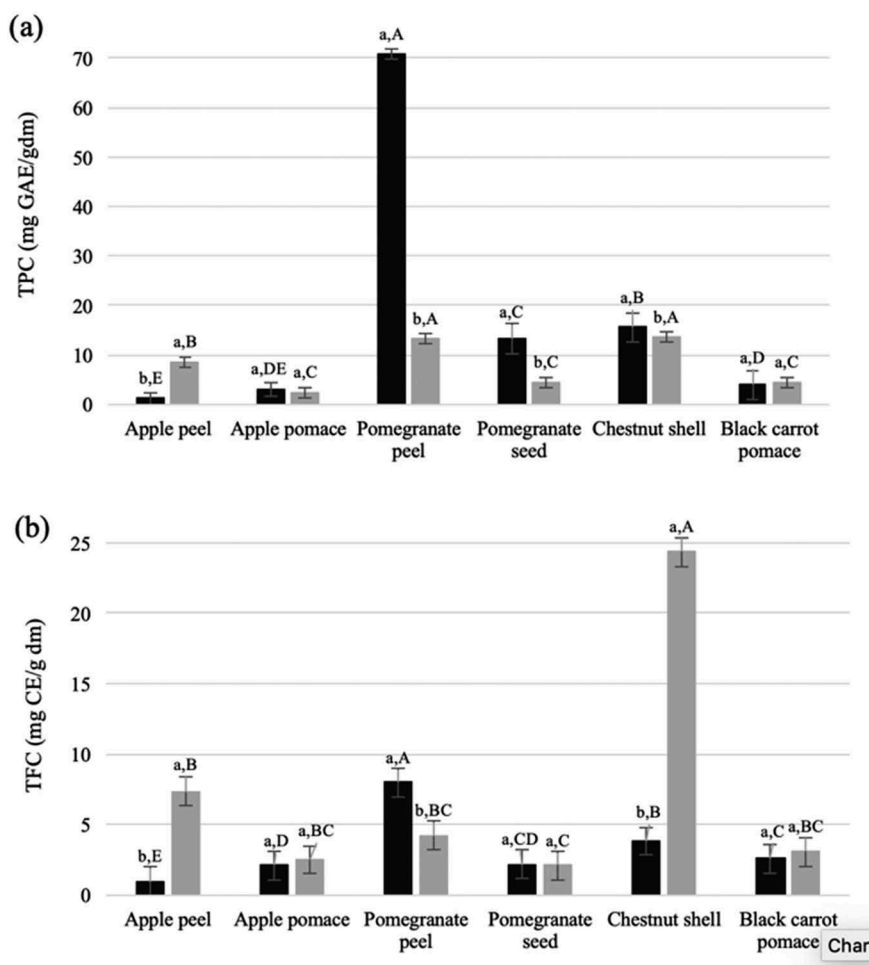 (a)
TPC (mg GAE/gdm)
70
60
50
40
30
20
10
0
b,E
a,B
a,DE
a,C
a,A
b,A
a,C
b,C
a,B
b,A
a,D
a,C
Apple peel
Apple pomace
Pomegranate
peel
Pomegranate
seed
Chestnut shell
Black carrot
pomace
(b)
TFC (mg CE/g dm)
25
20
15
10
5
0
b,E
a,B
a,D
a,BC
a,A
b,BC
a,CD
a,C
b,B
a,A
a,C
a,BC
Apple peel
Apple pomace
Pomegranate
peel
Pomegranate
seed
Chestnut shell
Black carrot
pomace
Char